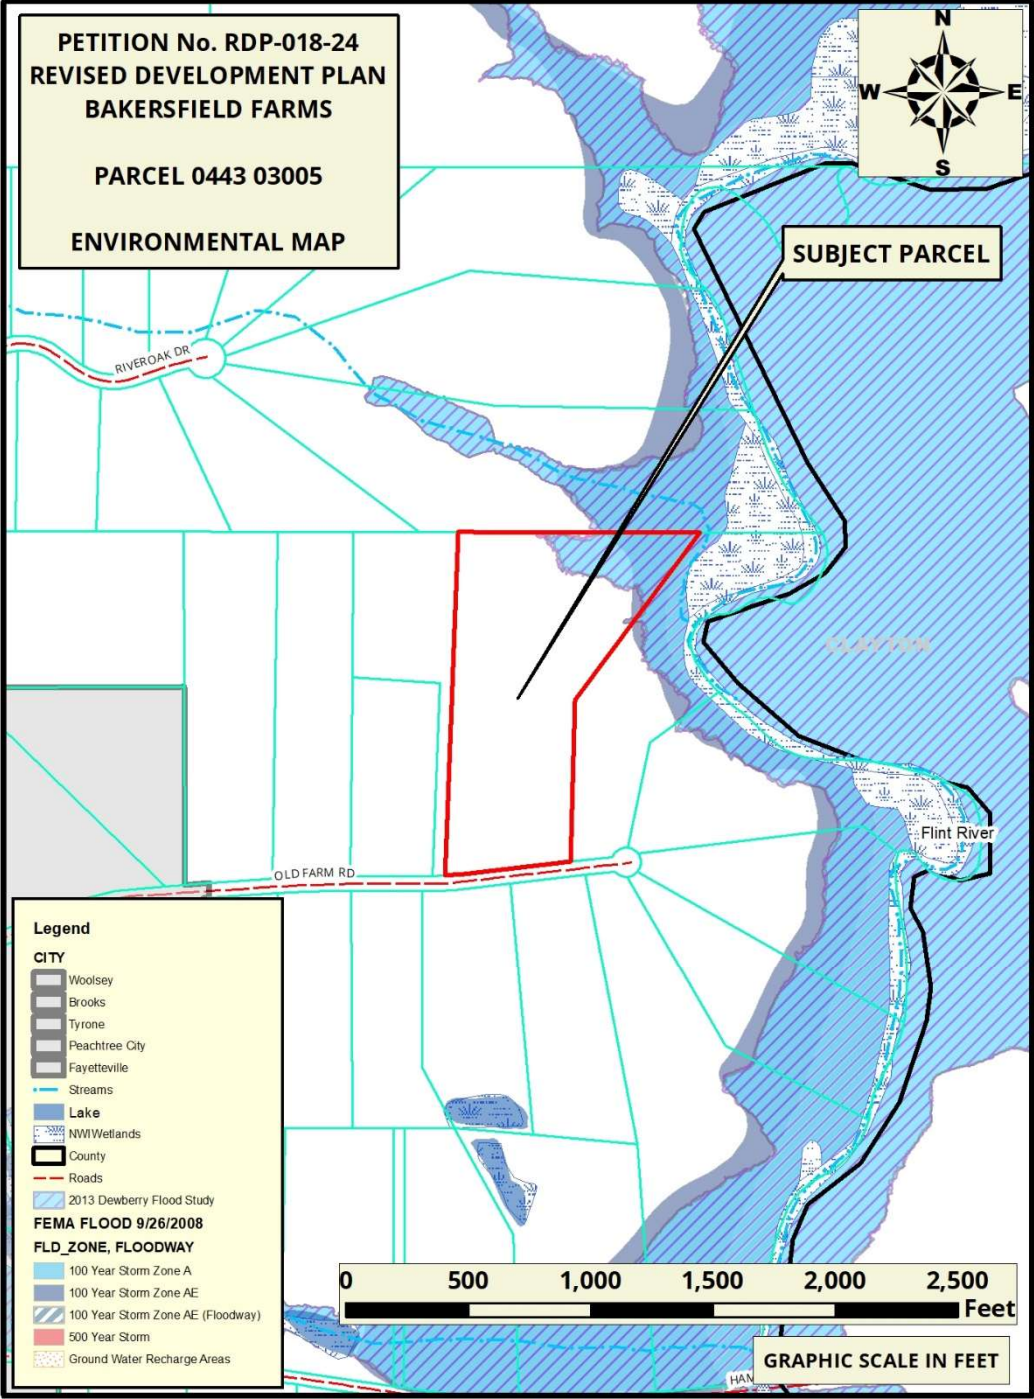 PETITION No. RDP-018-24
REVISED DEVELOPMENT PLAN
BAKERSFIELD FARMS
PARCEL 0443 03005
ENVIRONMENTAL MAP
N
W
E
S
SUBJECT PARCEL
RIVEROAK DR
CLAYTON
Flint River
OLD FARM RD
Legend
CITY
Woolsey
Brooks
Tyrone
Peachtree City
Fayetteville
Streams
Lake
NWIWetlands
County
Roads
2013 Dewberry Flood Study
FEMA FLOOD 9/26/2008
FLD_ZONE, FLOODWAY
100 Year Storm Zone A
100 Year Storm Zone AE
100 Year Storm Zone AE (Floodway)
500 Year Storm
Ground Water Recharge Areas
0 500 1,000 1,500 2,000 2,500
Feet
GRAPHIC SCALE IN FEET
HAM